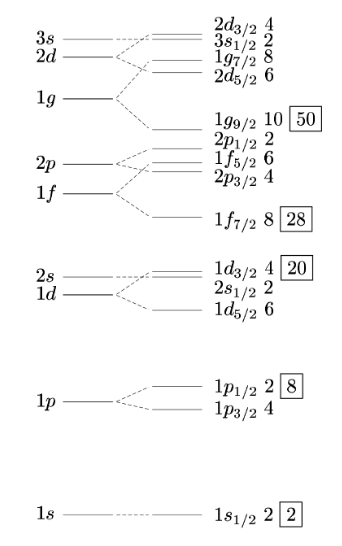 2d_{3/2} 4
3s 3s_{1/2} 2
2d 1g_{7/2} 8
2d_{5/2} 6
1g
1g_{9/2} 10 50
2p_{1/2} 2
2p 1f_{5/2} 6
2p_{3/2} 4
1f
1f_{7/2} 8 28
1d_{3/2} 4 20
2s 2s_{1/2} 2
1d 1d_{5/2} 6
1p_{1/2} 2 8
1p 1p_{3/2} 4
1s 1s_{1/2} 2 2